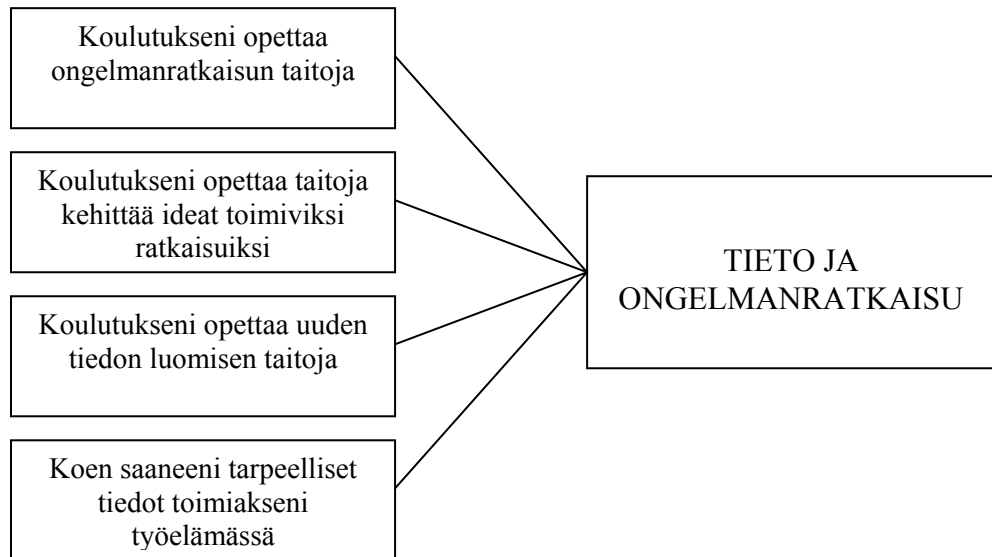 Koulutukseni opettaa
ongelmanratkaisun taitoja
Koulutukseni opettaa taitoja
kehittää ideat toimiviksi
ratkaisuiksi
Koulutukseni opettaa uuden
tiedon luomisen taitoja
Koen saaneeni tarpeelliset
tiedot toimiakseni
työelämässä
TIETO JA
ONGELMANRATKAISU